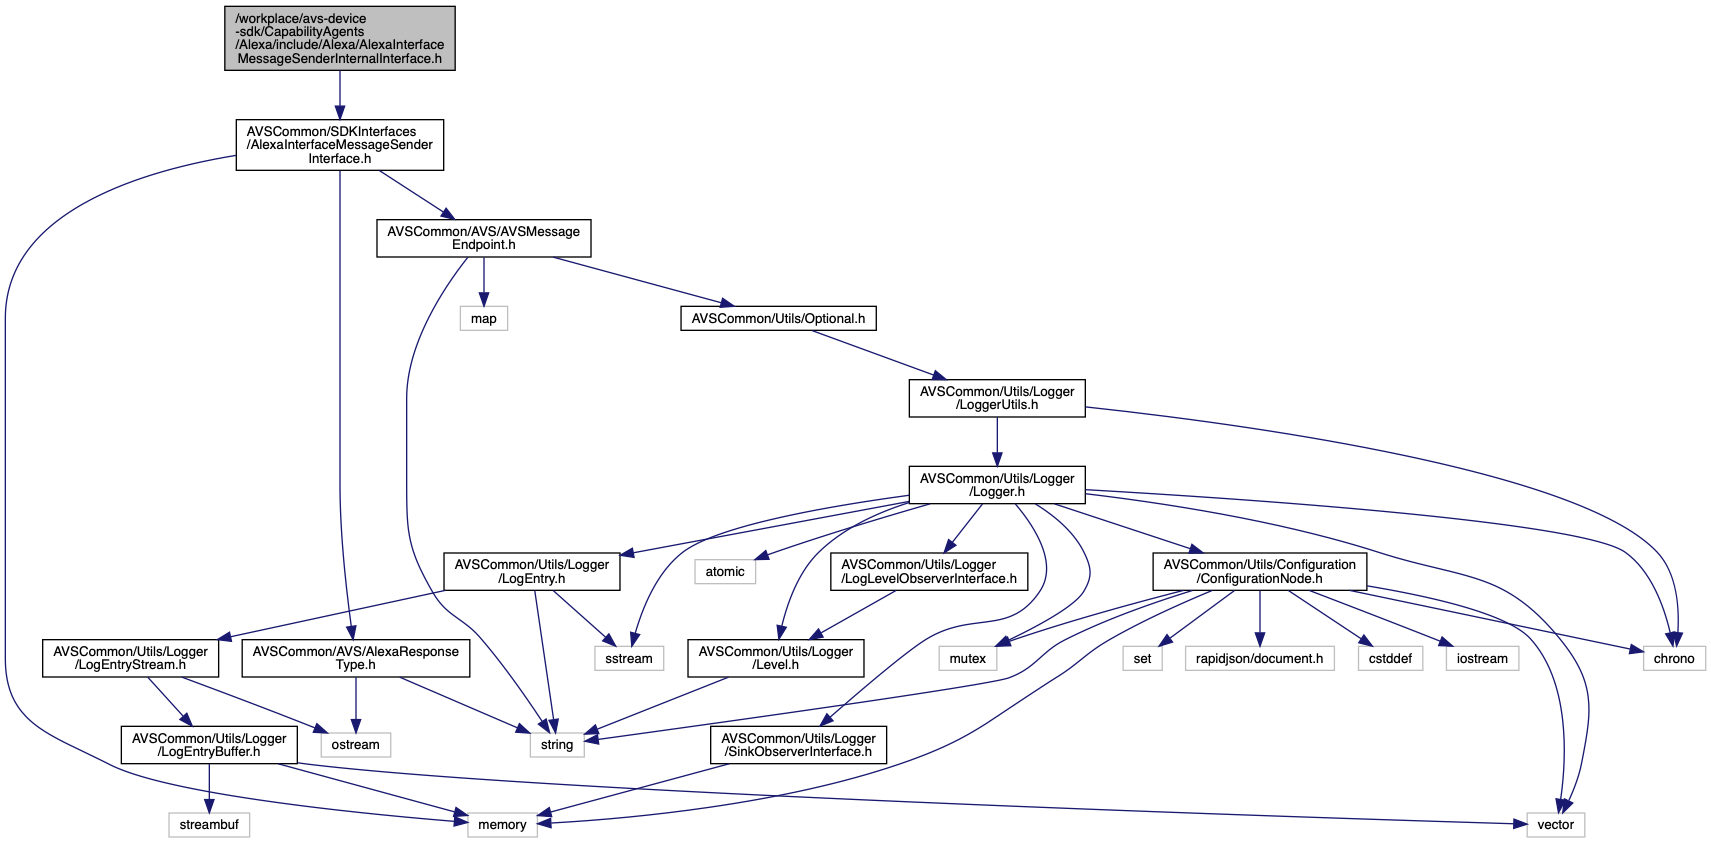 /workplace/avs-device
-sdk/CapabilityAgents
/Alexa/include/Alexa/AlexaInterface
MessageSenderInternalInterface.h
AVSCommon/SDKInterfaces
/AlexaInterfaceMessageSender
Interface.h
AVSCommon/AVS/AVSMessage
Endpoint.h
map
AVSCommon/Utils/Optional.h
AVSCommon/Utils/Logger
/LoggerUtils.h
AVSCommon/Utils/Logger
/Logger.h
AVSCommon/Utils/Logger
/LogEntry.h
atomic
AVSCommon/Utils/Logger
/LogLevelObserverInterface.h
AVSCommon/Utils/Configuration
/ConfigurationNode.h
AVSCommon/Utils/Logger
/LogEntryStream.h
AVSCommon/AVS/AlexaResponse
Type.h
sstream
AVSCommon/Utils/Logger
/Level.h
mutex
set
rapidjson/document.h
cstddef
iostream
chrono
AVSCommon/Utils/Logger
/LogEntryBuffer.h
ostream
string
AVSCommon/Utils/Logger
/SinkObserverInterface.h
streambuf
memory
vector